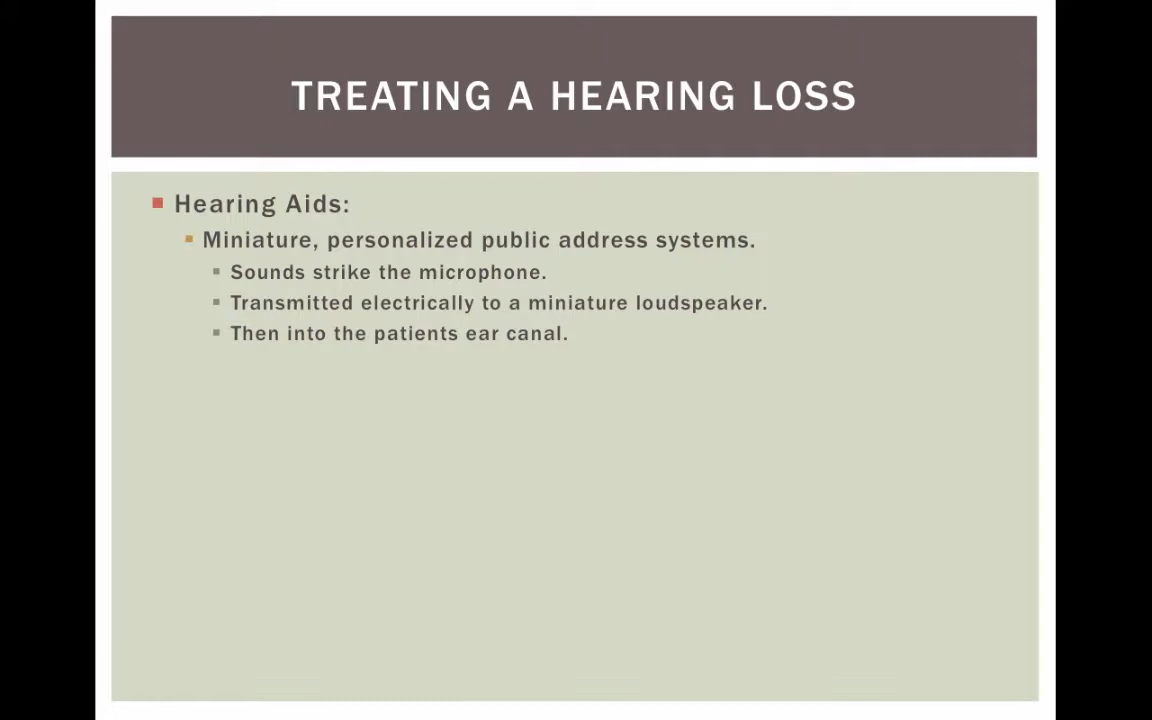 TREATING A HEARING LOSS
Hearing Aids:
Miniature, personalized public address systems.
Sounds strike the microphone.
Transmitted electrically to a miniature loudspeaker.
Then into the patients ear canal.